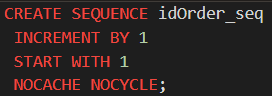 CREATE SEQUENCE idOrder_seq
INCREMENT BY 1
START WITH 1
NOCACHE NOCYCLE;